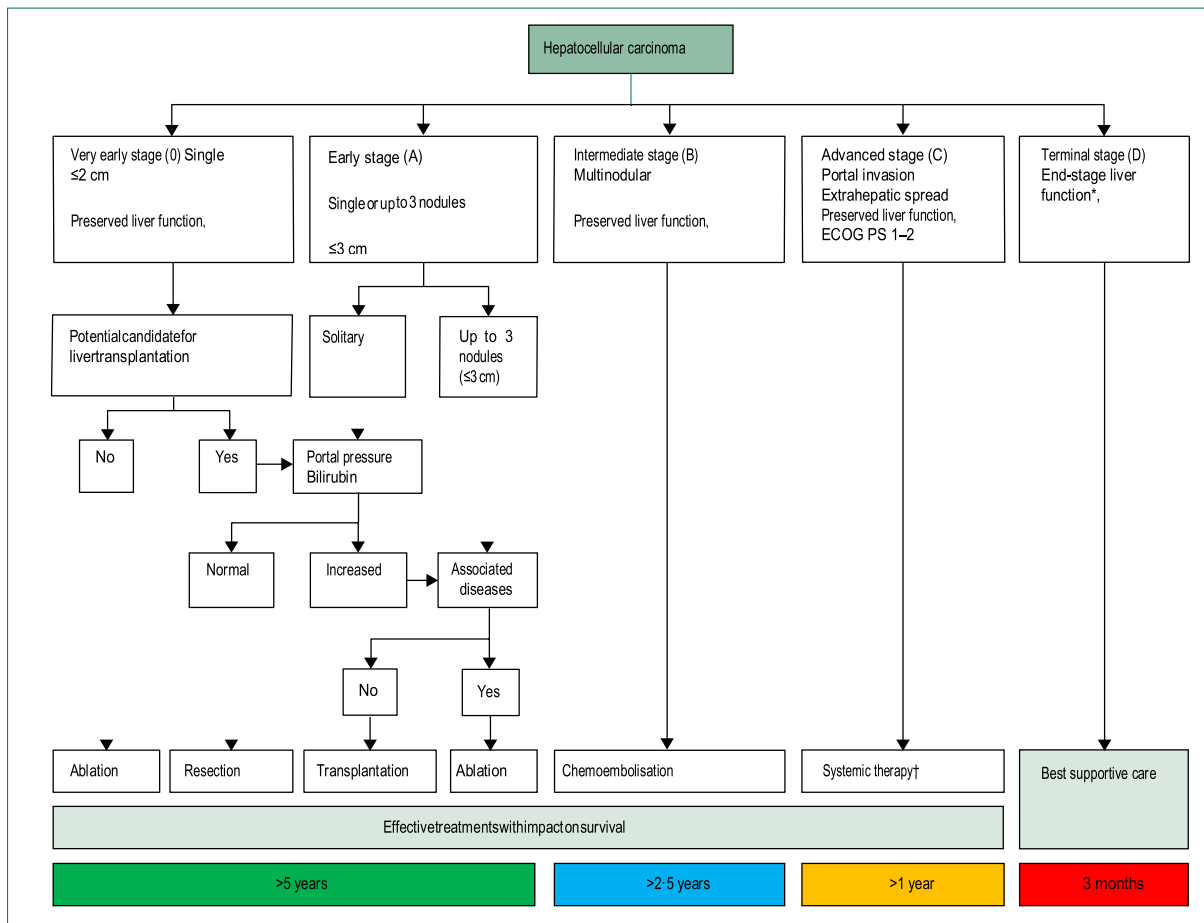 Hepatocellular carcinoma
Very early stage (0) Single
≤2 cm
Preserved liver function,
Early stage (A)
Single or up to 3 nodules
≤3 cm
Intermediate stage (B)
Multinodular
Preserved liver function,
Advanced stage (C)
Portal invasion
Extrahepatic spread
Preserved liver function,
ECOG PS 1–2
Terminal stage (D)
End-stage liver
function*,
Potential candidate for
liver transplantation
Solitary
Up to 3
nodules
(≤3 cm)
No
Yes
Portal pressure
Bilirubin
Normal
Increased
Associated
diseases
No
Yes
Ablation
Resection
Transplantation
Ablation
Chemoembolisation
Systemic therapy†
Best supportive care
Effective treatments with impact on survival
>5 years
>2·5 years
>1 year
3 months